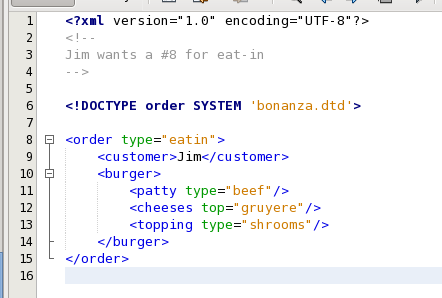 1 <?xml version="1.0" encoding="UTF-8"?>
2 <!--
3 Jim wants a #8 for eat-in
4 -->
5
6 <!DOCTYPE order SYSTEM 'bonanza.dtd'>
7
8 <order type="eatin">
9 <customer>Jim</customer>
10 <burger>
11 <patty type="beef"/>
12 <cheeses top="gruyere"/>
13 <topping type="shrooms"/>
14 </burger>
15 </order>
16